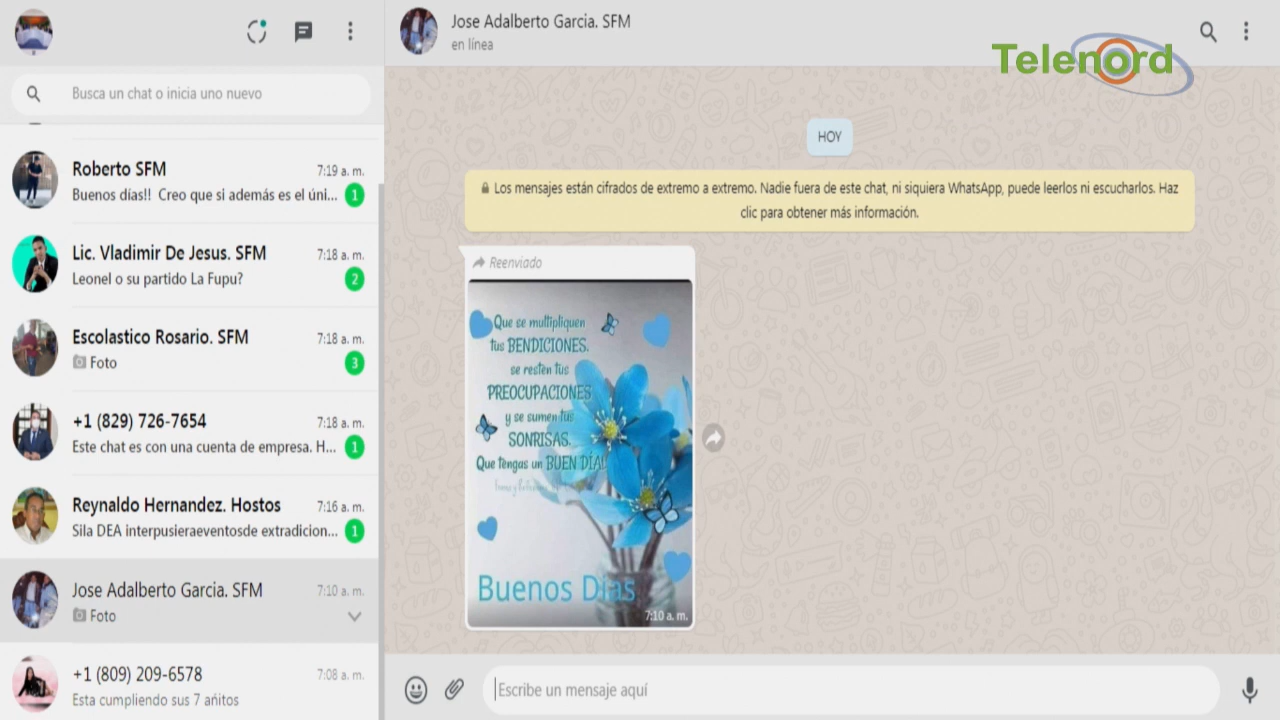 Busca un chat o inicia uno nuevo
Roberto SFM
7:19 a. m.
Buenos días!! Creo que si además es el úni...
1
Lic. Vladimir De Jesus. SFM
7:18 a. m.
Leonel o su partido La Fupu?
2
Escolastico Rosario. SFM
7:18 a. m.
Foto
3
+1 (829) 726-7654
7:18 a. m.
Este chat es con una cuenta de empresa. H...
1
Reynaldo Hernandez. Hostos
7:16 a. m.
Sila DEA interpusieraeventosde extradicion...
1
Jose Adalberto Garcia. SFM
7:10 a. m.
Foto
+1 (809) 209-6578
7:08 a. m.
Esta cumpliendo sus 7 añitos
Jose Adalberto Garcia. SFM
en línea
Telenord
HOY
Los mensajes están cifrados de extremo a extremo. Nadie fuera de este chat, ni siquiera WhatsApp, puede leerlos ni escucharlos. Haz
clic para obtener más información.
Reenviado
Que se multipliquen
tus BENDICIONES,
se resten tus
PREOCUPACIONES
y se sumen tus
SONRISAS.
Que tengas un BUEN DÍA!
Buenos Días
7:10 a. m.
Escribe un mensaje aquí